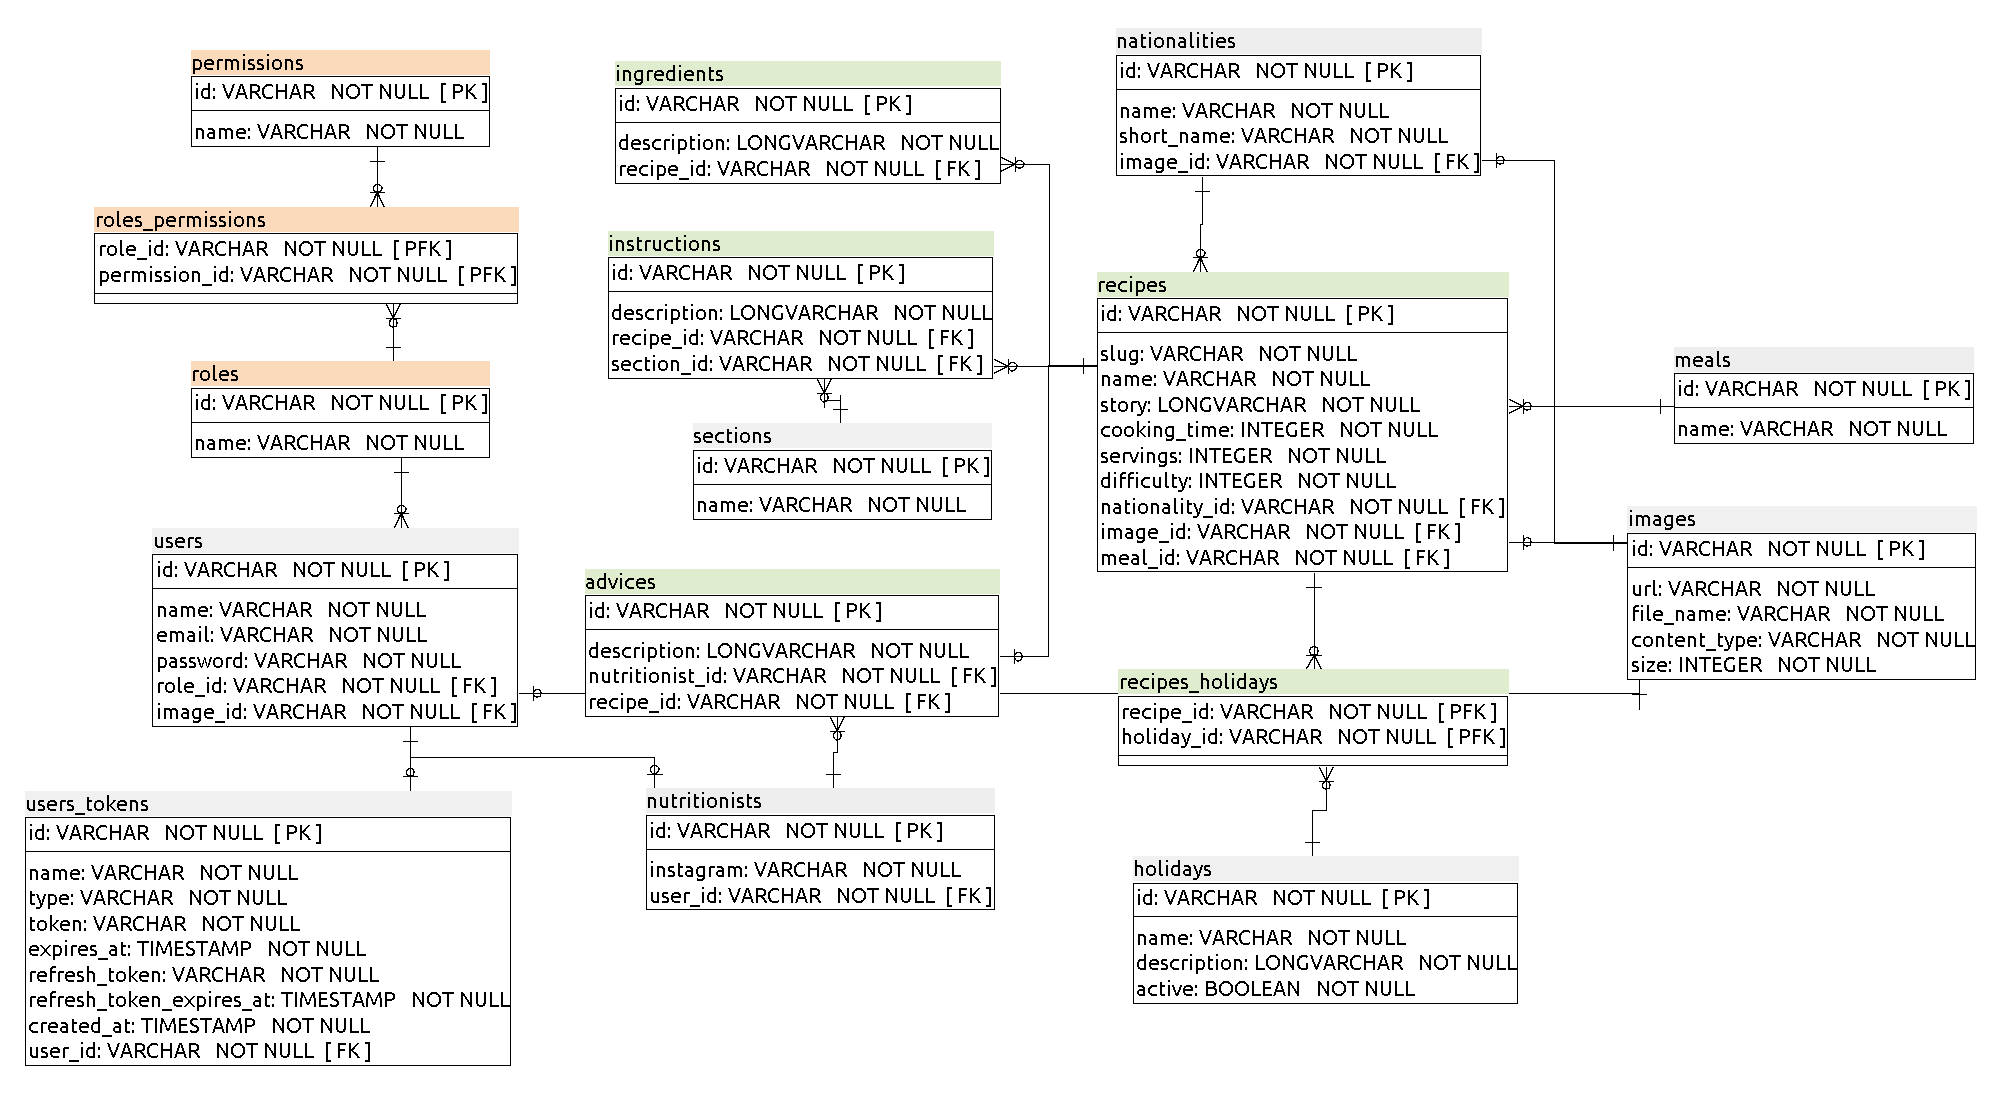 permissions
id: VARCHAR NOT NULL [ PK ]
name: VARCHAR NOT NULL
roles_permissions
role_id: VARCHAR NOT NULL [ PFK ]
permission_id: VARCHAR NOT NULL [ PFK ]
roles
id: VARCHAR NOT NULL [ PK ]
name: VARCHAR NOT NULL
users
id: VARCHAR NOT NULL [ PK ]
name: VARCHAR NOT NULL
email: VARCHAR NOT NULL
password: VARCHAR NOT NULL
role_id: VARCHAR NOT NULL [ FK ]
image_id: VARCHAR NOT NULL [ FK ]
users_tokens
id: VARCHAR NOT NULL [ PK ]
name: VARCHAR NOT NULL
type: VARCHAR NOT NULL
token: VARCHAR NOT NULL
expires_at: TIMESTAMP NOT NULL
refresh_token: VARCHAR NOT NULL
refresh_token_expires_at: TIMESTAMP NOT NULL
created_at: TIMESTAMP NOT NULL
user_id: VARCHAR NOT NULL [ FK ]
ingredients
id: VARCHAR NOT NULL [ PK ]
description: LONGVARCHAR NOT NULL
recipe_id: VARCHAR NOT NULL [ FK ]
instructions
id: VARCHAR NOT NULL [ PK ]
description: LONGVARCHAR NOT NULL
recipe_id: VARCHAR NOT NULL [ FK ]
section_id: VARCHAR NOT NULL [ FK ]
sections
id: VARCHAR NOT NULL [ PK ]
name: VARCHAR NOT NULL
advices
id: VARCHAR NOT NULL [ PK ]
description: LONGVARCHAR NOT NULL
nutritionist_id: VARCHAR NOT NULL [ FK ]
recipe_id: VARCHAR NOT NULL [ FK ]
nutritionists
id: VARCHAR NOT NULL [ PK ]
instagram: VARCHAR NOT NULL
user_id: VARCHAR NOT NULL [ FK ]
nationalities
id: VARCHAR NOT NULL [ PK ]
name: VARCHAR NOT NULL
short_name: VARCHAR NOT NULL
image_id: VARCHAR NOT NULL [ FK ]
recipes
id: VARCHAR NOT NULL [ PK ]
slug: VARCHAR NOT NULL
name: VARCHAR NOT NULL
story: LONGVARCHAR NOT NULL
cooking_time: INTEGER NOT NULL
servings: INTEGER NOT NULL
difficulty: INTEGER NOT NULL
nationality_id: VARCHAR NOT NULL [ FK ]
image_id: VARCHAR NOT NULL [ FK ]
meal_id: VARCHAR NOT NULL [ FK ]
recipes_holidays
recipe_id: VARCHAR NOT NULL [ PFK ]
holiday_id: VARCHAR NOT NULL [ PFK ]
holidays
id: VARCHAR NOT NULL [ PK ]
name: VARCHAR NOT NULL
description: LONGVARCHAR NOT NULL
active: BOOLEAN NOT NULL
meals
id: VARCHAR NOT NULL [ PK ]
name: VARCHAR NOT NULL
images
id: VARCHAR NOT NULL [ PK ]
url: VARCHAR NOT NULL
file_name: VARCHAR NOT NULL
content_type: VARCHAR NOT NULL
size: INTEGER NOT NULL